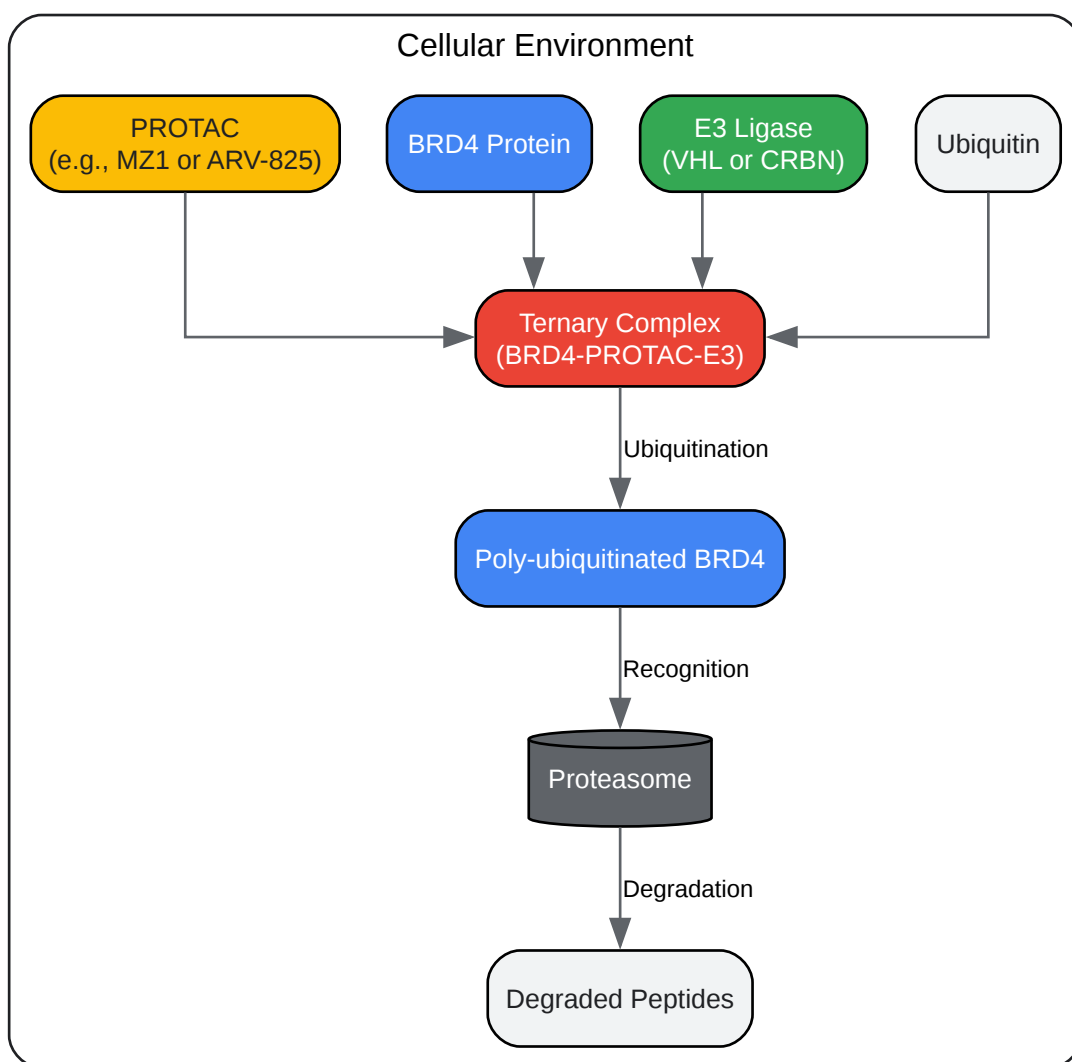 Cellular Environment
PROTAC
(e.g., MZ1 or ARV-825)
BRD4 Protein
E3 Ligase
(VHL or CRBN)
Ubiquitin
Ternary Complex
(BRD4-PROTAC-E3)
Ubiquitination
Poly-ubiquitinated BRD4
Recognition
Proteasome
Degradation
Degraded Peptides